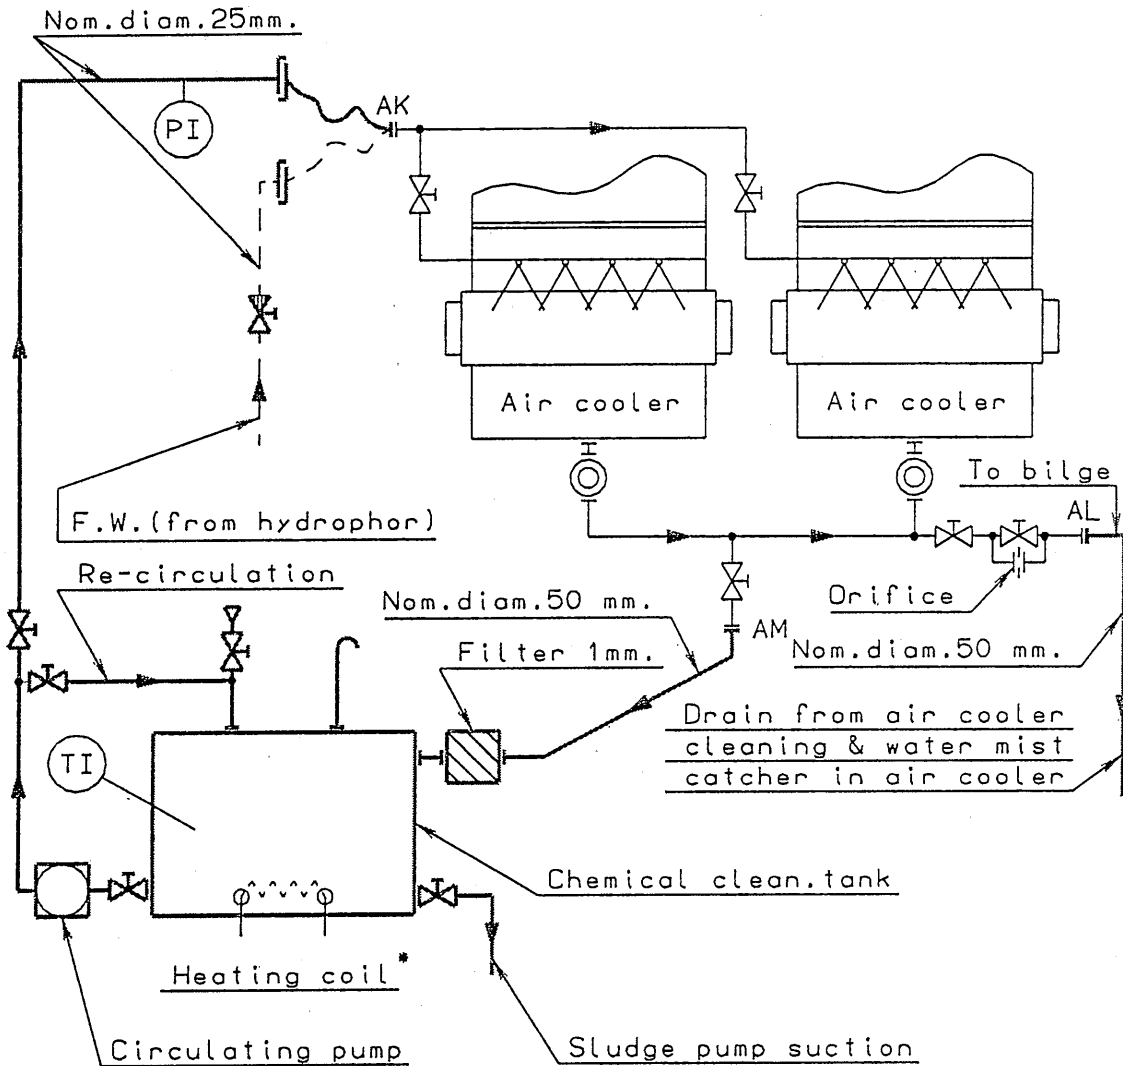 Nom.diam.25mm.
PI
AK
Air cooler
Air cooler
To bilge
F.W.(from hydrophor)
AL
Re-circulation
Nom.diam.50 mm.
Orifice
AM
Filter 1mm.
Nom.diam.50 mm.
Drain from air cooler
cleaning & water mist
catcher in air cooler
TI
Chemical clean.tank
Heating coil*
Circulating pump
Sludge pump suction